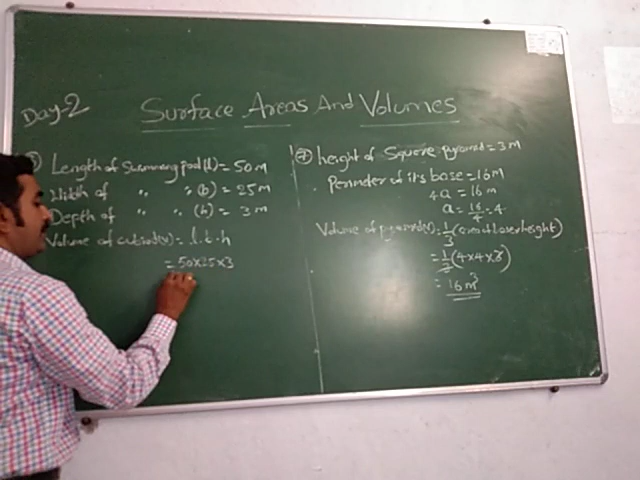 Day-2
Surface Areas And Volumes
Length of Swimming pool (l) = 50 M
Width of " " (b) = 25 M
Depth of " " (h) = 3 M
Volume of cuboid (v) = l.b.h
= 50×25×3
height of Square pyramid = 3 M
Perimeter of its base = 16 M
4a = 16 m
a = 16/4 = 4
Volume of pyramid (v) = 1/3 (area of base × height)
= 1/3 (4×4×3)
= 16 m³